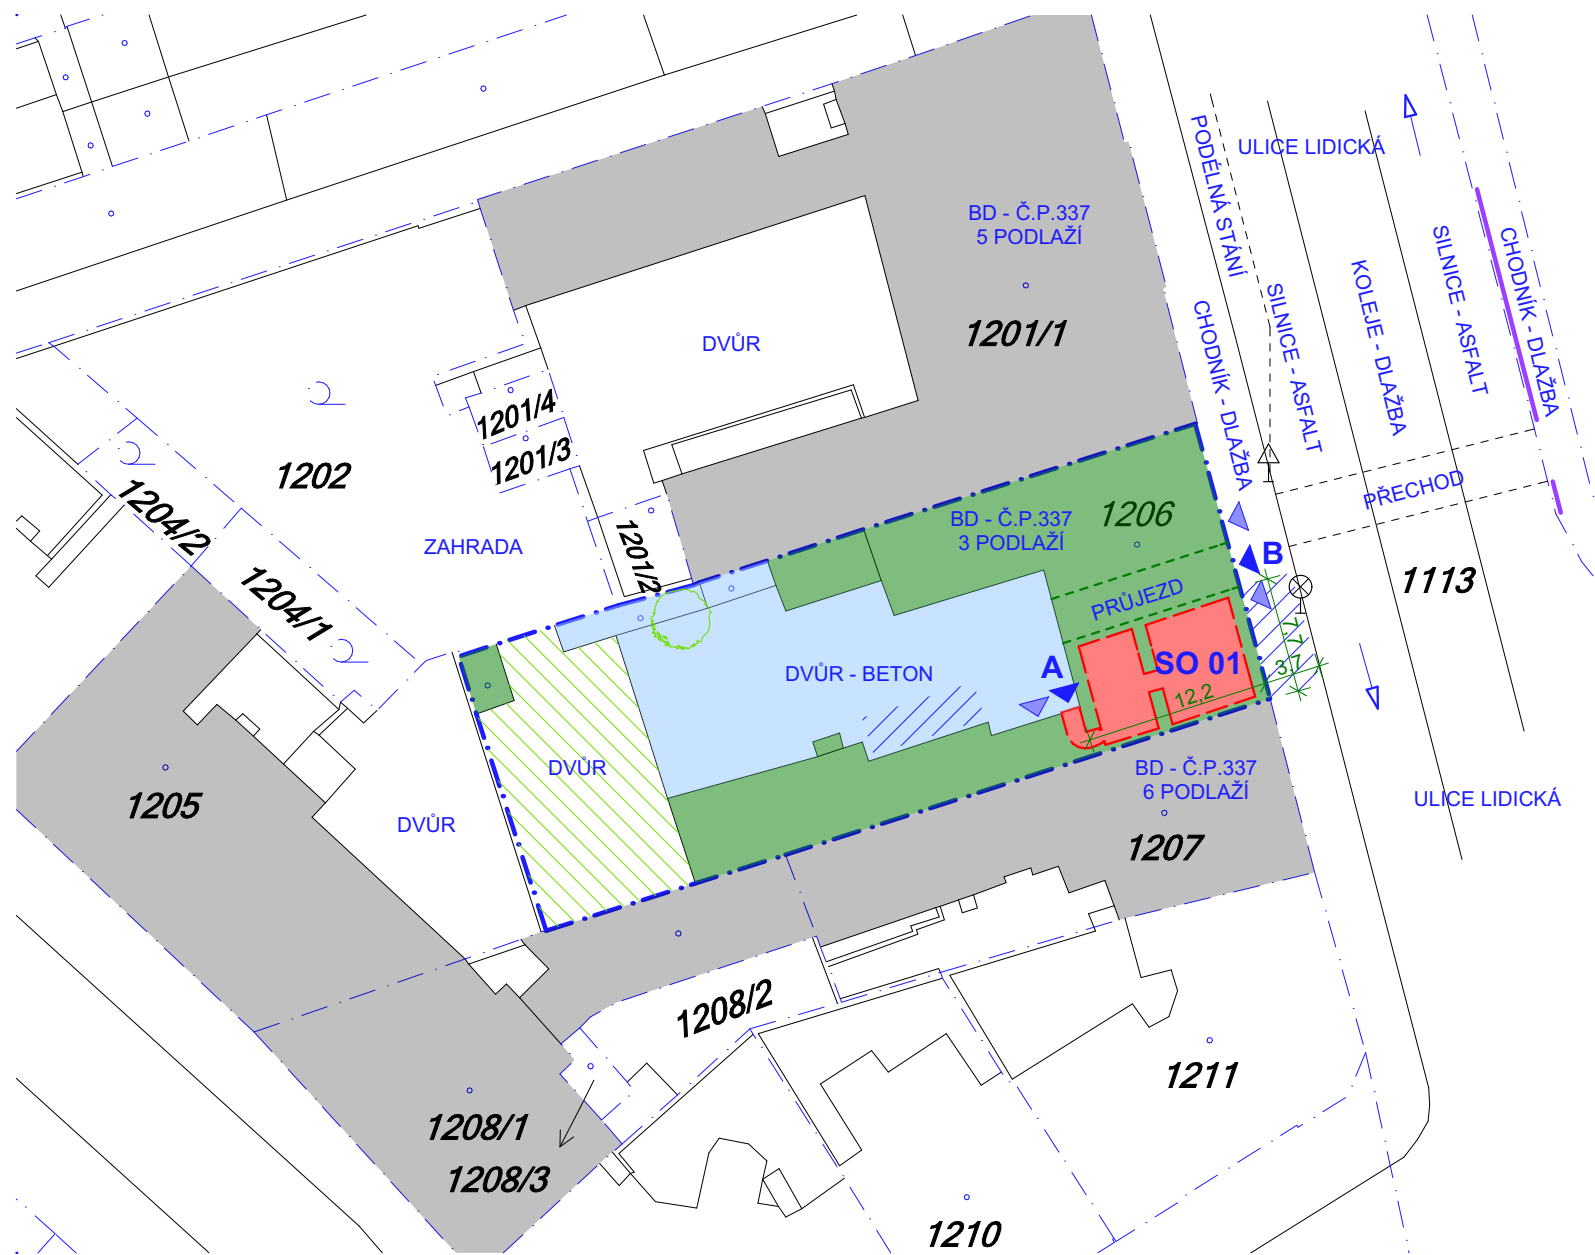 PODÉLNÁ STÁNÍ
ULICE LIDICKÁ
BD - Č.P.337
5 PODLAŽÍ
SILNICE - ASFALT
CHODNÍK - DLAŽBA
KOLEJE - DLAŽBA
SILNICE - ASFALT
CHODNÍK - DLAŽBA
1201/1
DVŮR
1201/4
1201/3
1202
PŘECHOD
1204/2
1206
BD - Č.P.337
3 PODLAŽÍ
ZAHRADA
1201/2
B
1113
1204/1
PRŮJEZD
7,7
SO 01
A
3,7
DVŮR - BETON
12,2
DVŮR
BD - Č.P.337
6 PODLAŽÍ
ULICE LIDICKÁ
1205
DVŮR
1207
1208/2
1211
1208/1
1208/3
1210